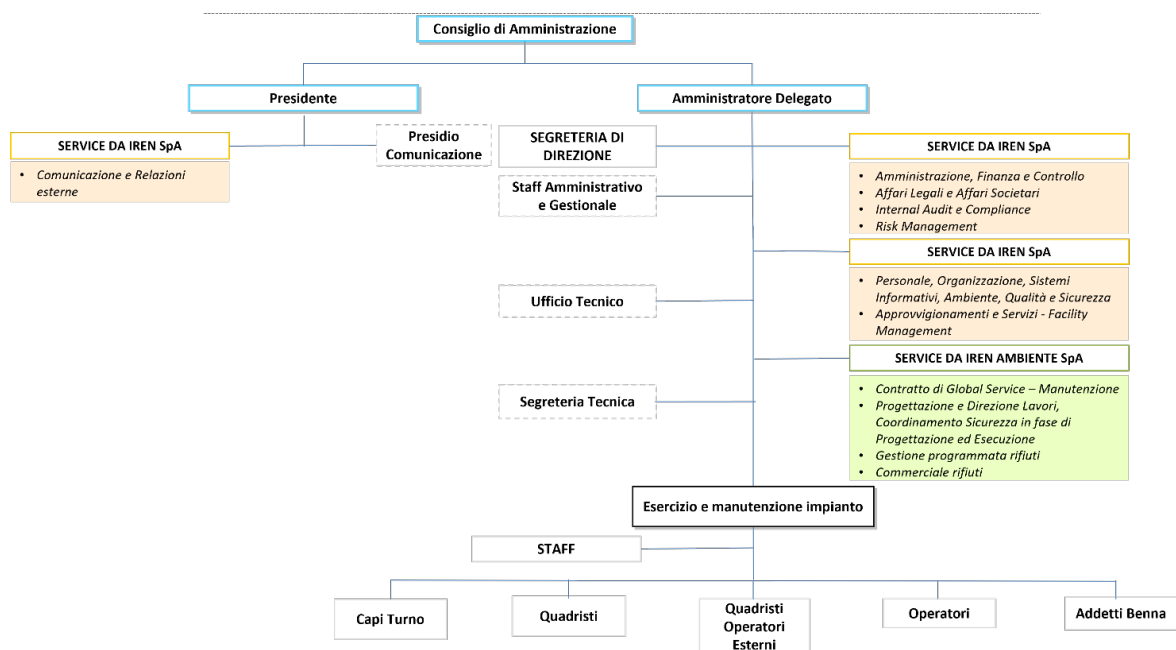 Consiglio di Amministrazione
Presidente
Amministratore Delegato
SERVICE DA IREN SpA
• Comunicazione e Relazioni
esterne
Presidio
Comunicazione
SEGRETERIA DI
DIREZIONE
SERVICE DA IREN SpA
• Amministrazione, Finanza e Controllo
• Affari Legali e Affari Societari
• Internal Audit e Compliance
• Risk Management
Staff Amministrativo
e Gestionale
SERVICE DA IREN SpA
• Personale, Organizzazione, Sistemi
Informativi, Ambiente, Qualità e Sicurezza
• Approvvigionamenti e Servizi - Facility
Management
Ufficio Tecnico
SERVICE DA IREN AMBIENTE SpA
• Contratto di Global Service – Manutenzione
• Progettazione e Direzione Lavori,
Coordinamento Sicurezza in fase di
Progettazione ed Esecuzione
• Gestione programmata rifiuti
• Commerciale rifiuti
Segreteria Tecnica
Esercizio e manutenzione impianto
STAFF
Capi Turno
Quadristi
Quadristi
Operatori
Esterni
Operatori
Addetti Benna